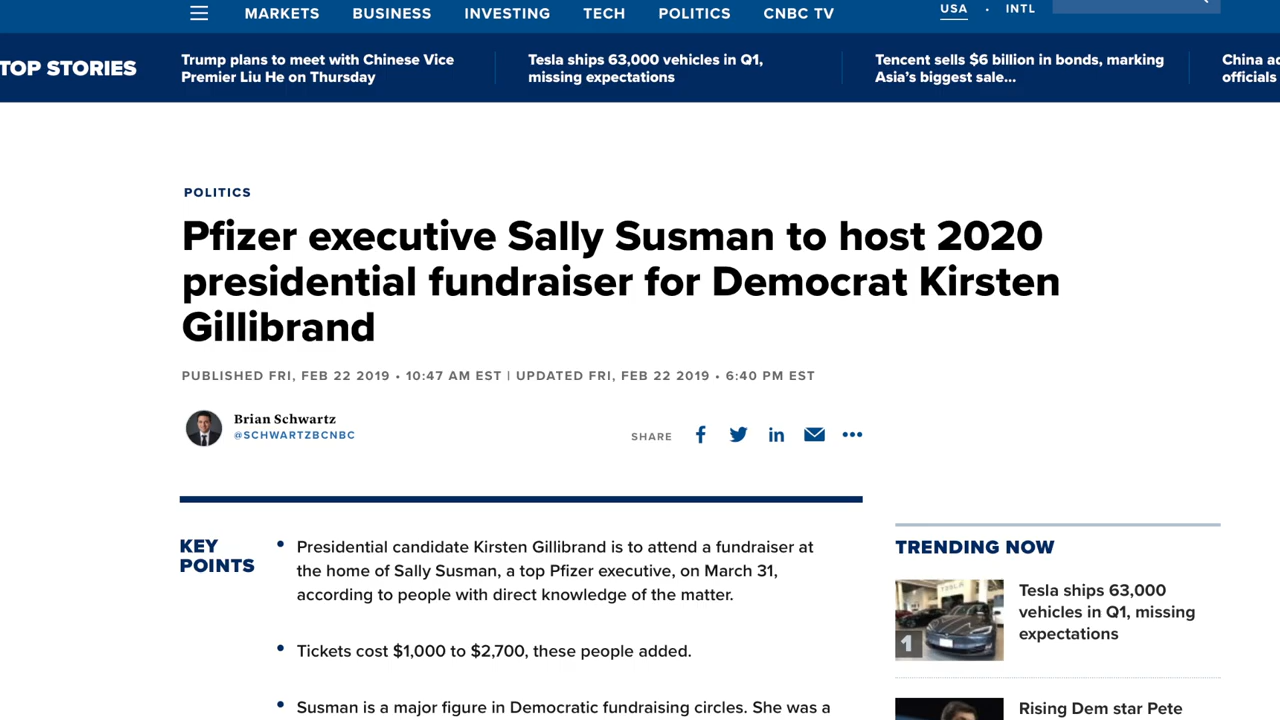 MARKETS BUSINESS INVESTING TECH POLITICS CNBC TV USA · INTL
TOP STORIES
Trump plans to meet with Chinese Vice
Premier Liu He on Thursday
Tesla ships 63,000 vehicles in Q1,
missing expectations
Tencent sells $6 billion in bonds, marking
Asia’s biggest sale...
China
officials
POLITICS
Pfizer executive Sally Susman to host 2020
presidential fundraiser for Democrat Kirsten
Gillibrand
PUBLISHED FRI, FEB 22 2019 • 10:47 AM EST | UPDATED FRI, FEB 22 2019 • 6:40 PM EST
Brian Schwartz
@SCHWARTZBCNBC
SHARE
KEY
POINTS
• Presidential candidate Kirsten Gillibrand is to attend a fundraiser at
the home of Sally Susman, a top Pfizer executive, on March 31,
according to people with direct knowledge of the matter.
• Tickets cost $1,000 to $2,700, these people added.
• Susman is a major figure in Democratic fundraising circles. She was a
TRENDING NOW
1
Tesla ships 63,000
vehicles in Q1, missing
expectations
Rising Dem star Pete